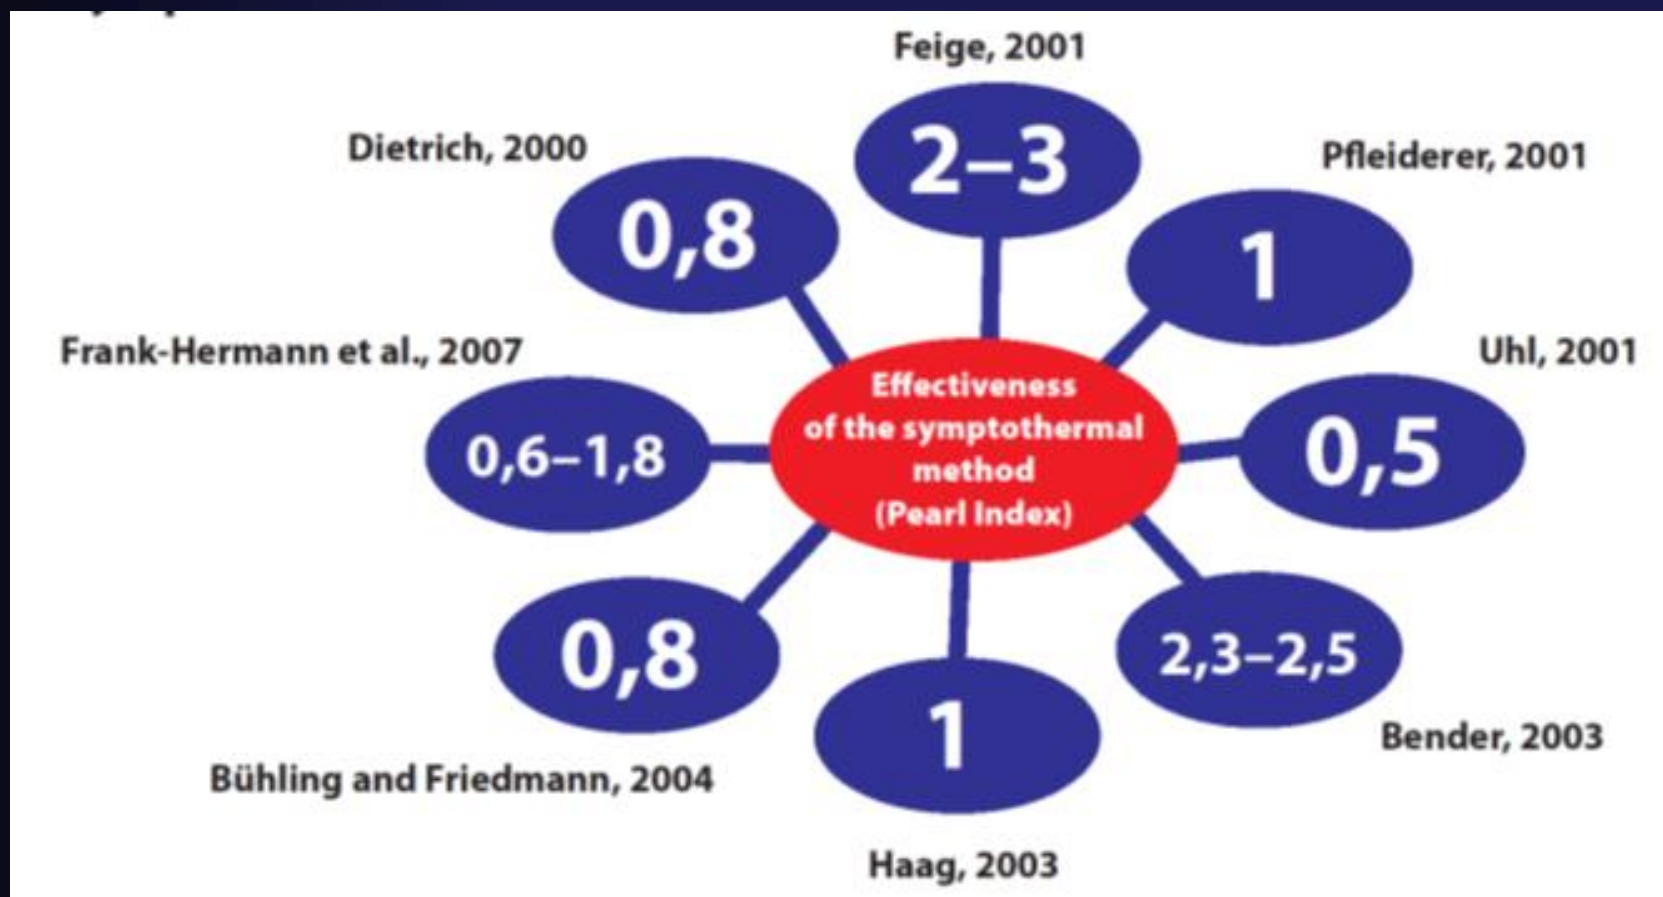 Feige, 2001
2–3
Dietrich, 2000
0,8
Pfleiderer, 2001
1
Frank-Hermann et al., 2007
0,6–1,8
Uhl, 2001
0,5
Effectiveness
of the symptothermal
method
(Pearl Index)
0,8
Bühling and Friedmann, 2004
1
Haag, 2003
2,3–2,5
Bender, 2003